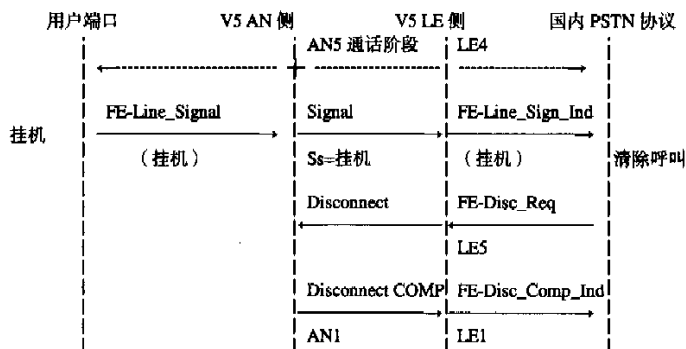 用户端口 V5 AN 侧 V5 LE 侧 国内 PSTN 协议
AN5 通话阶段 LE4
FE-Line_Signal Signal FE-Line_Sign_Ind
挂机
（挂机） Ss=挂机 （挂机） 清除呼叫
Disconnect FE-Disc_Req
LE5
Disconnect COMP FE-Disc_Comp_Ind
AN1 LE1